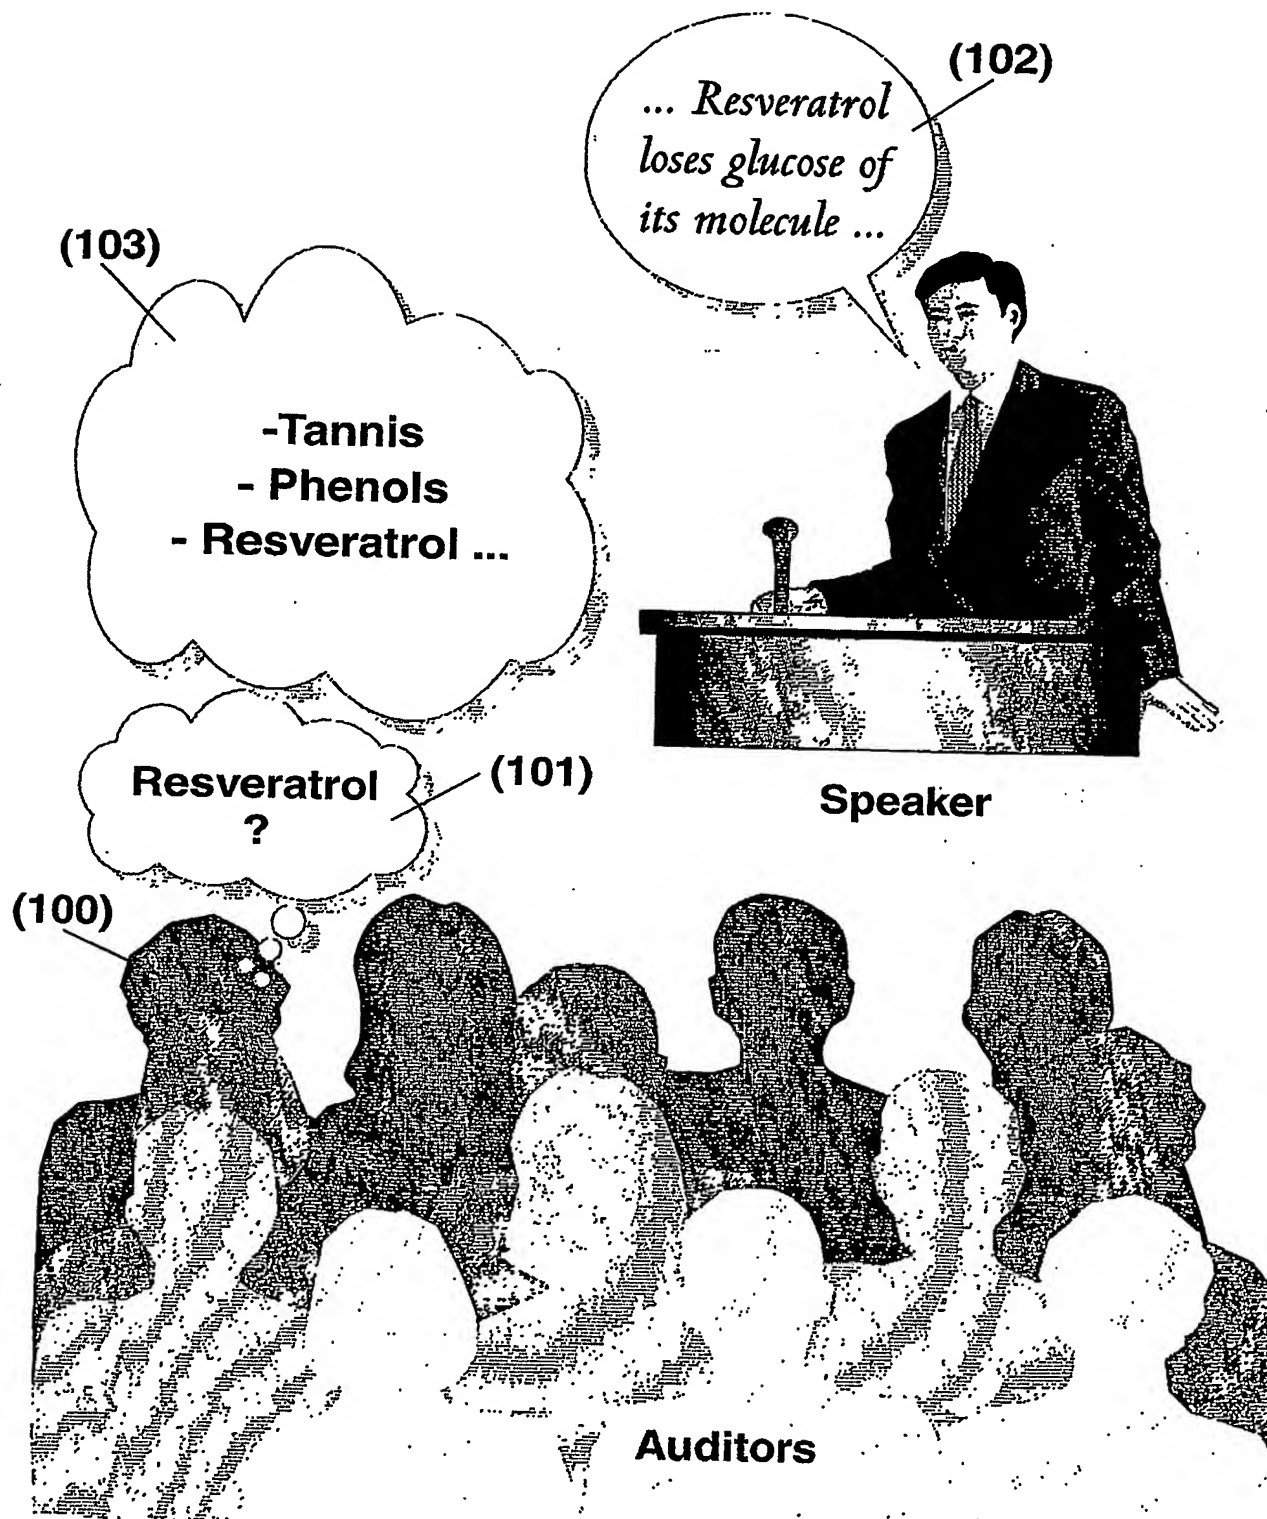 (102)
... Resveratrol
loses glucose of
its molecule ...
(103)
-Tannis
- Phenols
- Resveratrol ...
Resveratrol
?
(101)
Speaker
(100)
Auditors